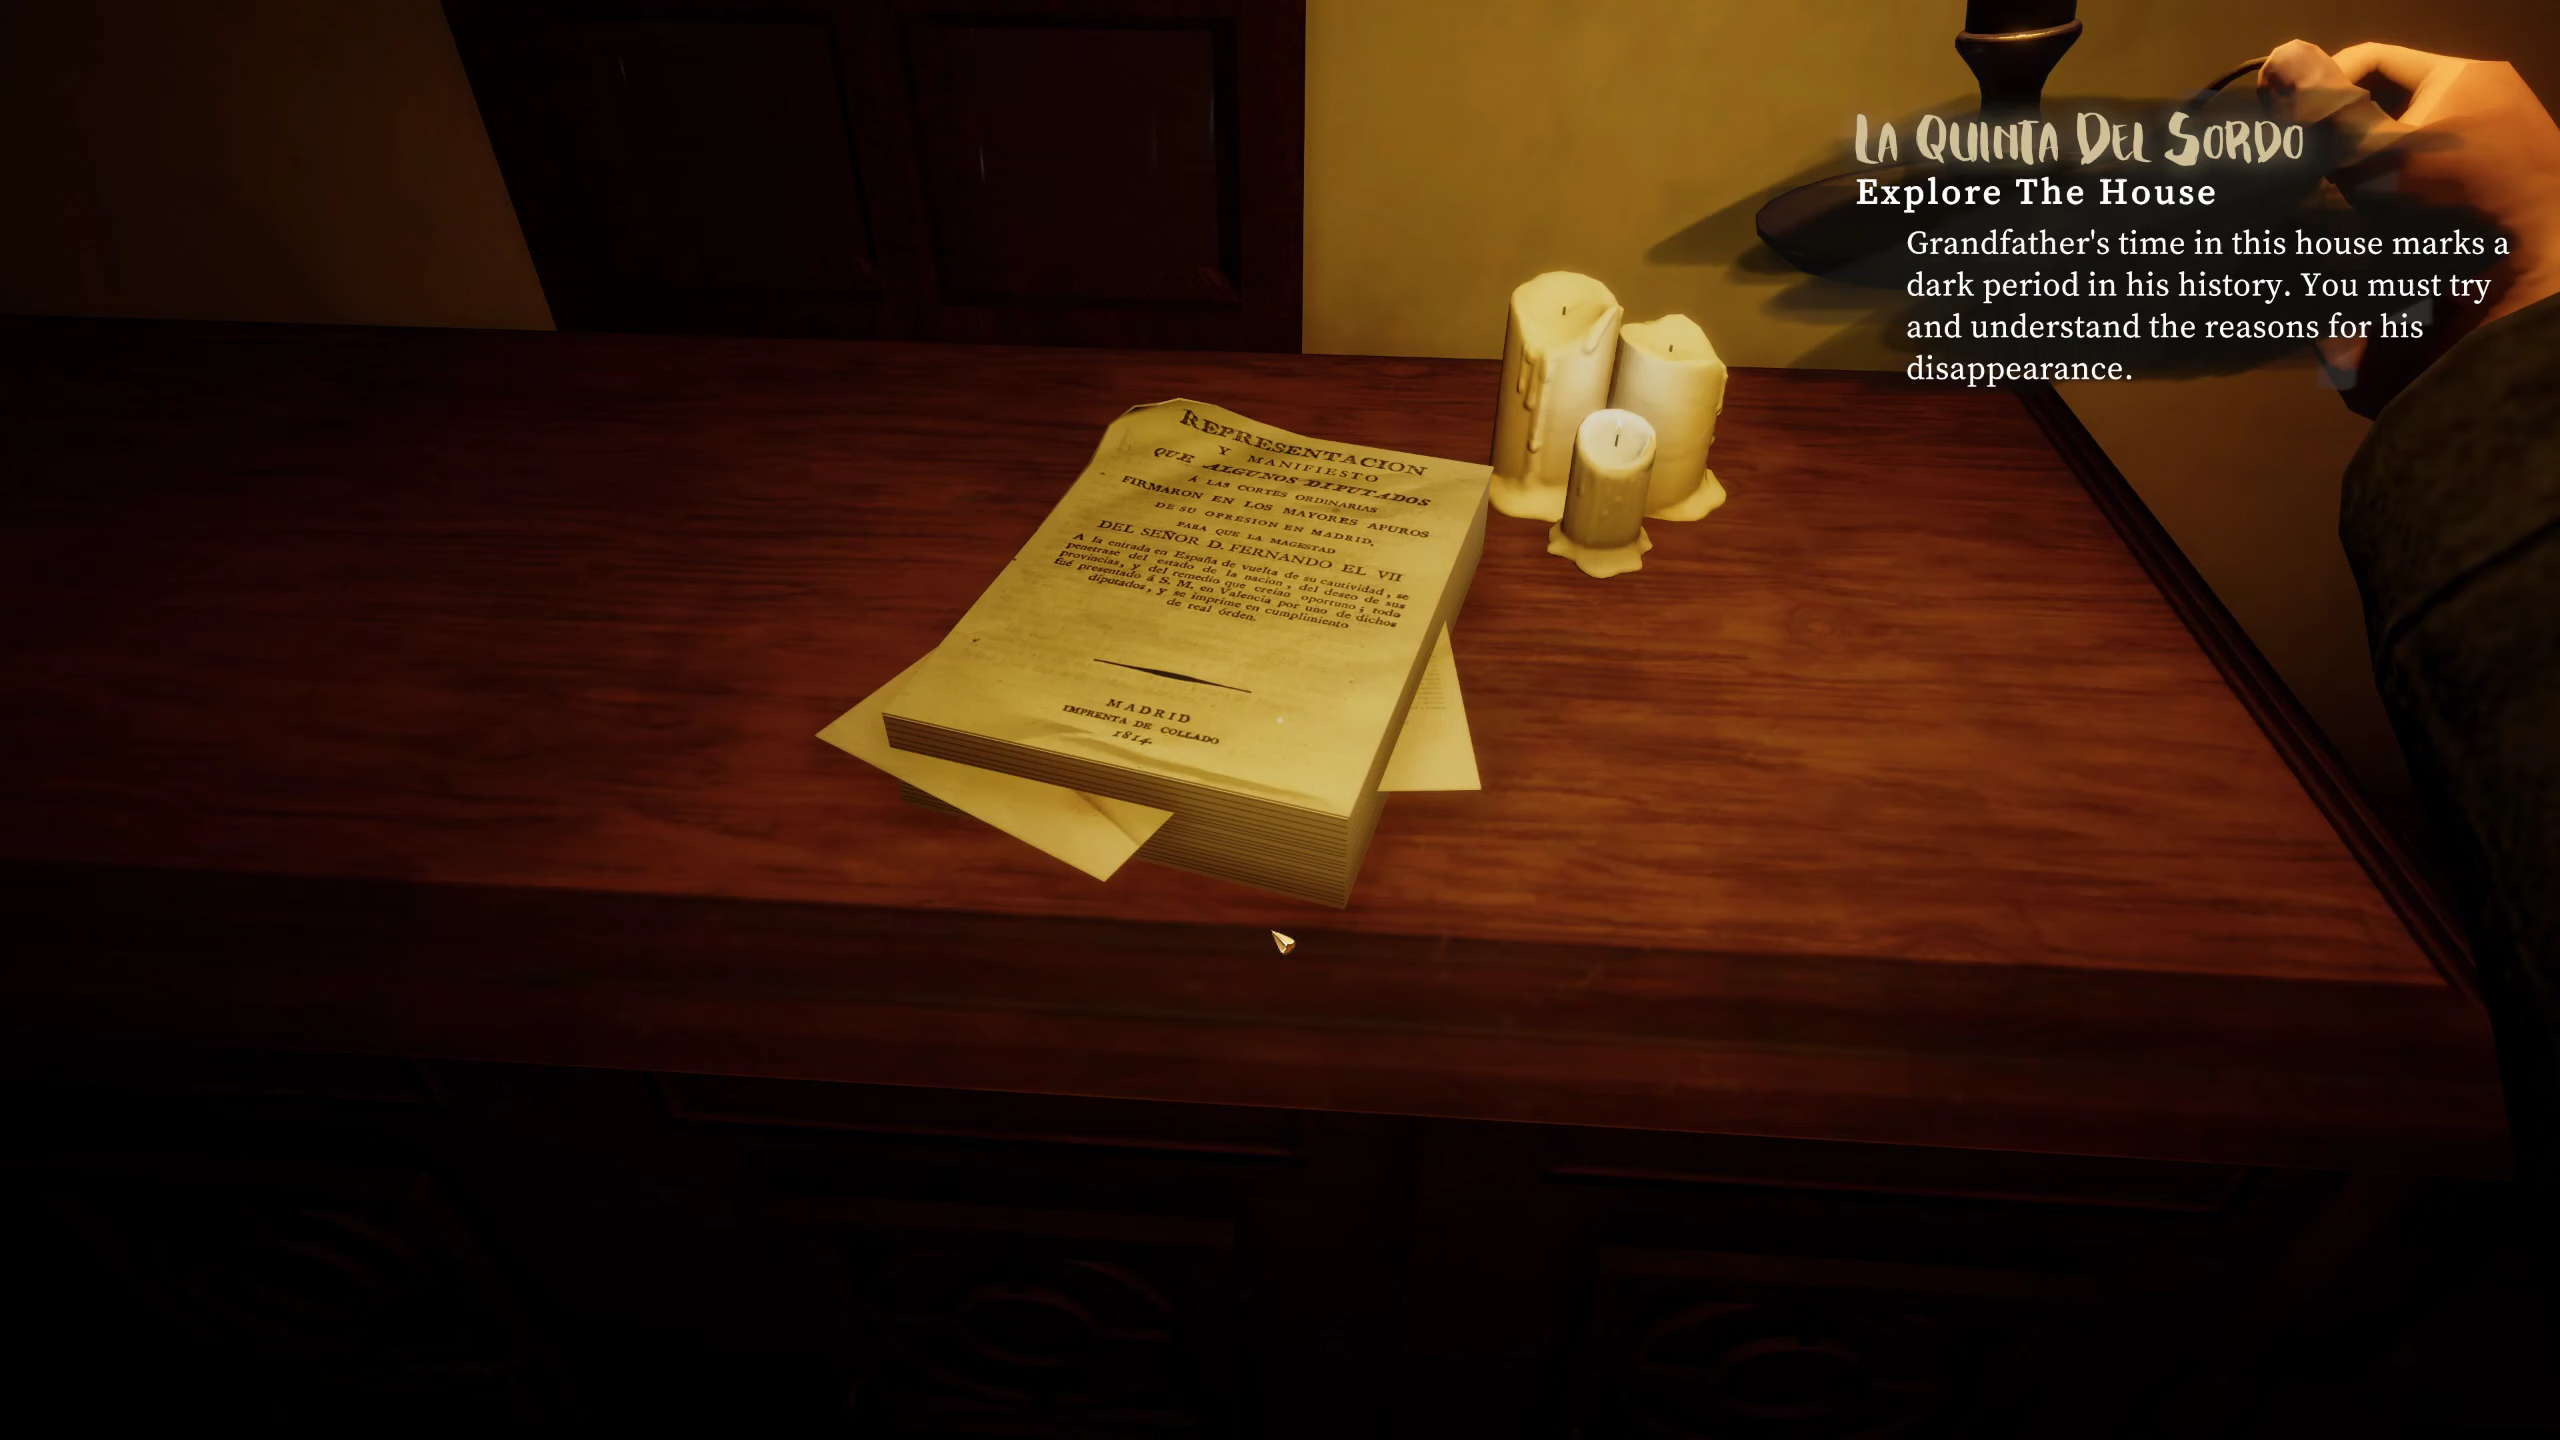 LA QUINTA DEL SORDO
Explore The House
Grandfather's time in this house marks a
dark period in his history. You must try
and understand the reasons for his
disappearance.
REPRESENTACION
Y MANIFIESTO
QUE ALGUNOS DIPUTADOS
Á LAS CORTES ORDINARIAS
FIRMARON EN LOS MAYORES APUROS
DE SU OPRESION EN MADRID,
PARA QUE LA MAGESTAD
DEL SEÑOR D. FERNANDO EL VII
A la entrada en España de vuelta de su cautividad, se
penetrase del estado de la nacion, del deseo de sus
provincias, y del remedio que creían oportuno; todo
fué presentado á S. M. en Valencia por uno de dichos
diputados, y se imprime en cumplimiento
de real órden.
MADRID
IMPRENTA DE COLLADO
1814.